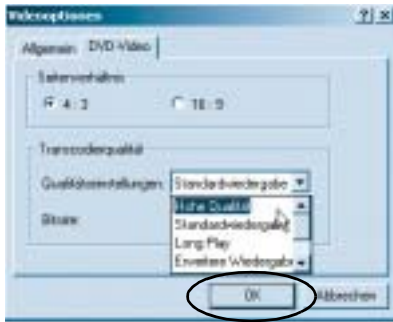 Videooptionen
Allgemein DVD-Video
Seitenverhältnis
4 : 3 16 : 9
Transcoderqualität
Qualitätseinstellungen: Standardwiedergabe
Hohe Qualität
Bitrate: Standardwiedergabe
Long Play
Erweitere Wiedergabe
OK Abbrechen